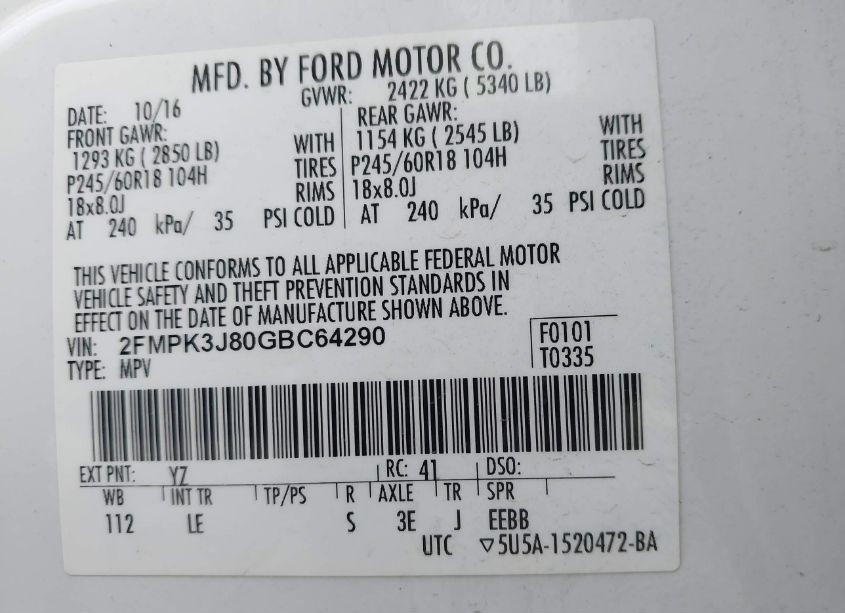 MFD. BY FORD MOTOR CO.
DATE: 10/16 GVWR: 2422 KG ( 5340 LB)
FRONT GAWR: REAR GAWR:
1293 KG ( 2850 LB) WITH 1154 KG ( 2545 LB) WITH
P245/60R18 104H TIRES P245/60R18 104H TIRES
18x8.0J RIMS 18x8.0J RIMS
AT 240 kPa/ 35 PSI COLD AT 240 kPa/ 35 PSI COLD
THIS VEHICLE CONFORMS TO ALL APPLICABLE FEDERAL MOTOR
VEHICLE SAFETY AND THEFT PREVENTION STANDARDS IN
EFFECT ON THE DATE OF MANUFACTURE SHOWN ABOVE.
VIN: 2FMPK3J80GBC64290 F0101
TYPE: MPV T0335
EXT PNT: YZ RC: 41 DSO:
WB INT TR TP/PS R AXLE TR SPR
112 LE S 3E J EEBB
UTC ▽5U5A-1520472-BA